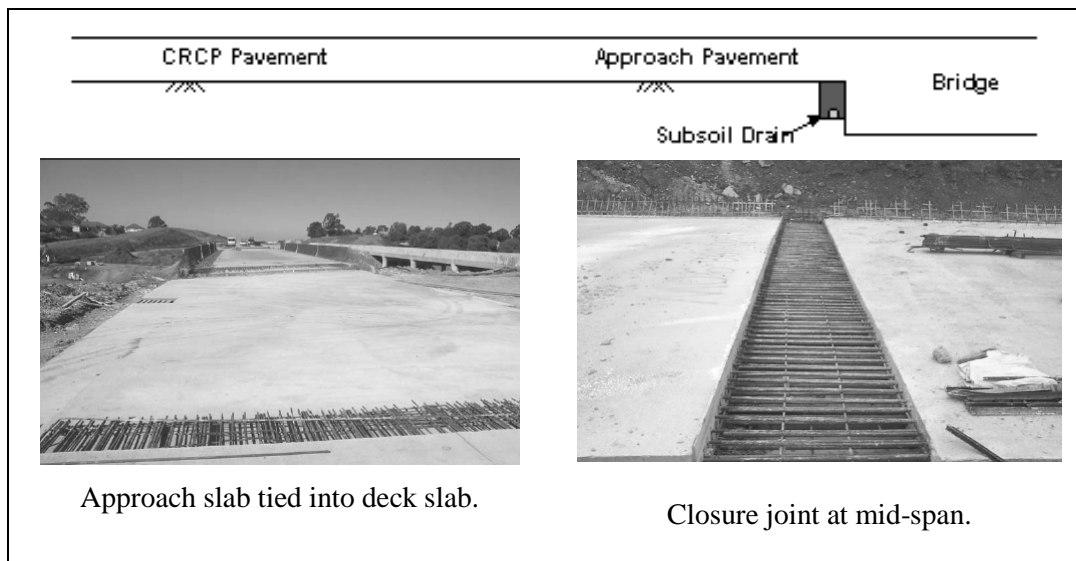 CRCP Pavement
Approach Pavement
Bridge
Subsoil Drain
Approach slab tied into deck slab.
Closure joint at mid-span.